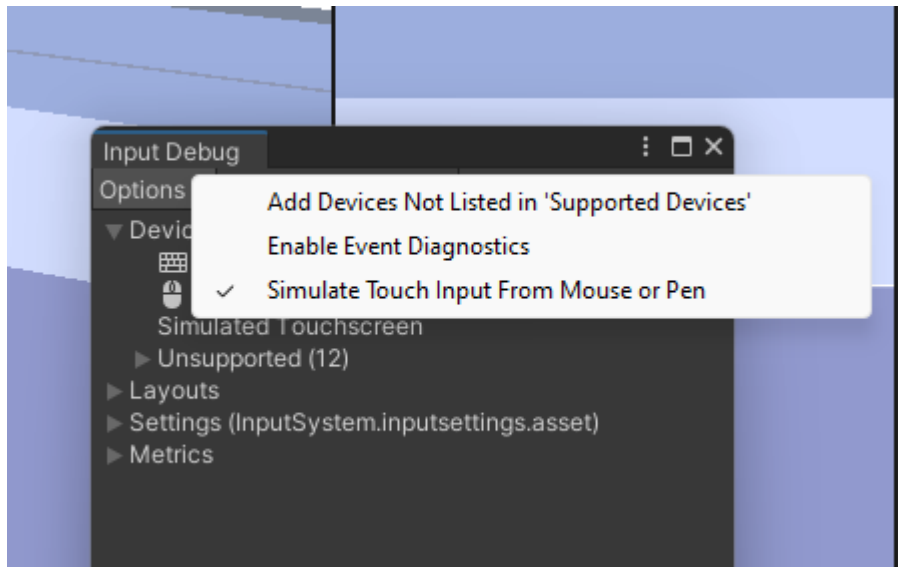 Input Debug
Options
Add Devices Not Listed in 'Supported Devices'
Enable Event Diagnostics
Simulate Touch Input From Mouse or Pen
Simulated Touchscreen
Unsupported (12)
Layouts
Settings (InputSystem.inputsettings.asset)
Metrics